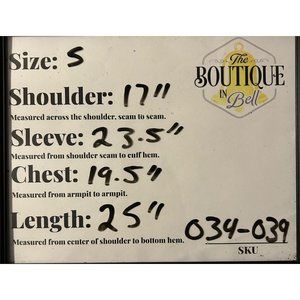 Size: S
The
BOUTIQUE
IN
Bell
Shoulder: 17"
Measured across the shoulder, seam to seam.
Sleeve: 23.5"
Measured from shoulder seam to cuff hem.
Chest: 19.5"
Measured from armpit to armpit.
Length: 25"
Measured from center of shoulder to bottom hem.
034-039
SKU